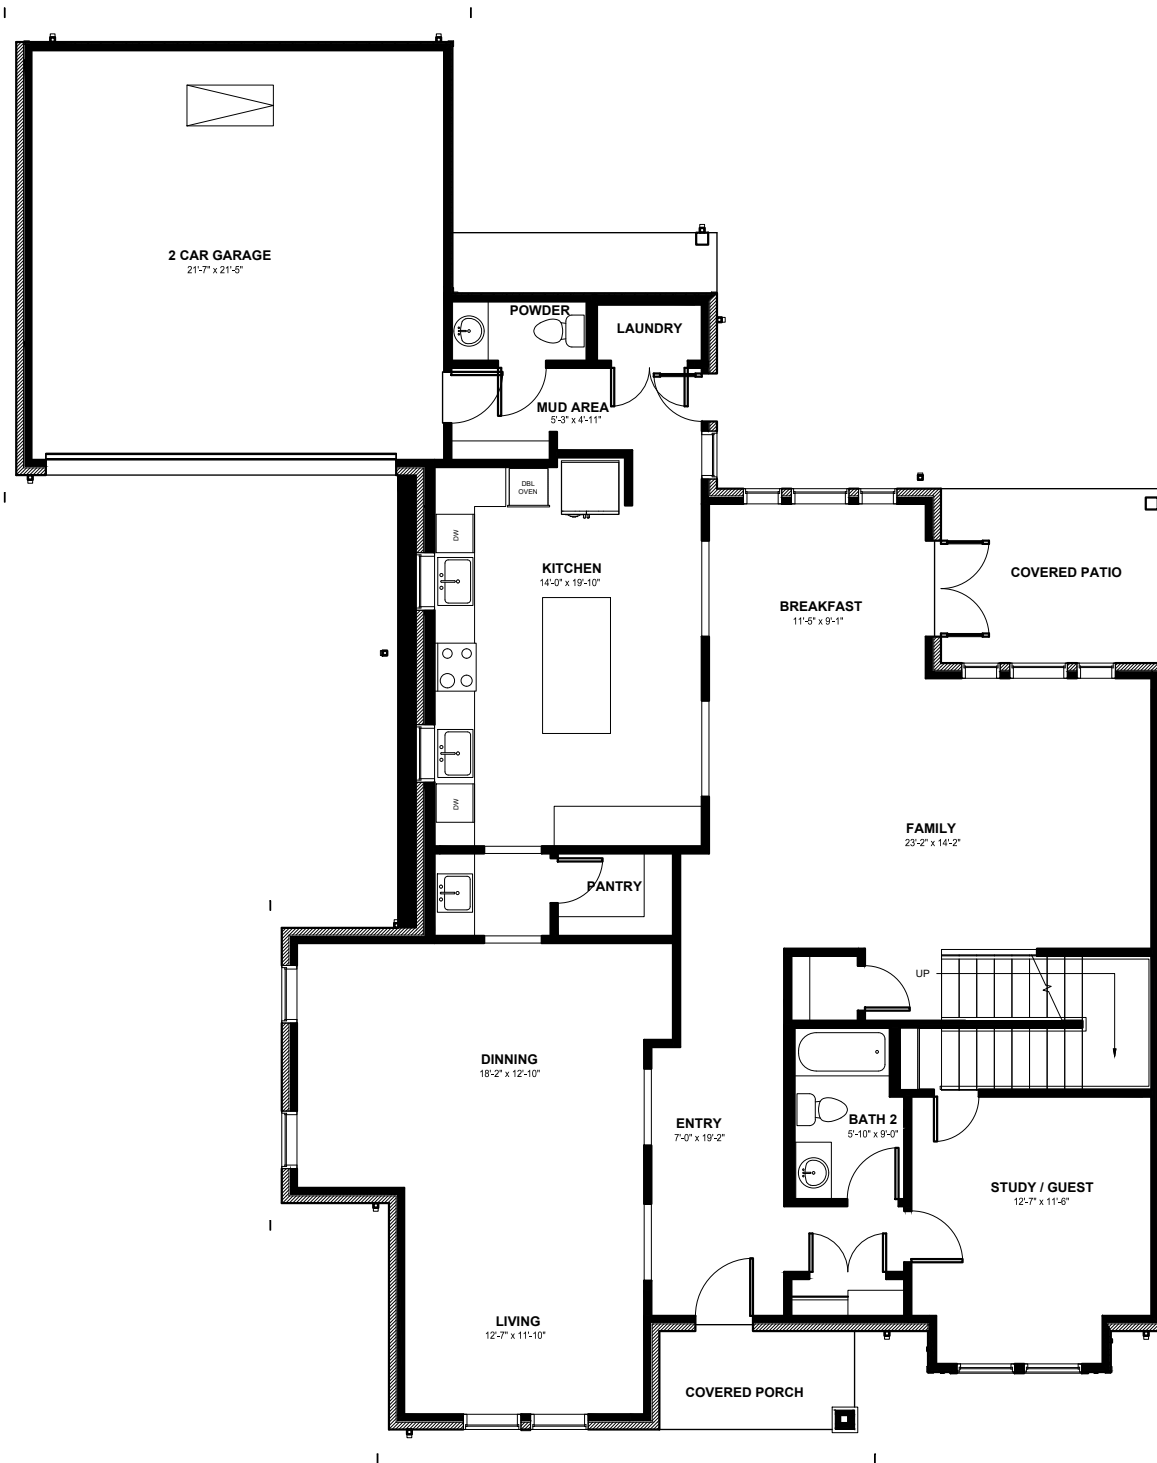 2 CAR GARAGE
21'-7" x 21'-5"
POWDER
LAUNDRY
MUD AREA
5'-3" x 4'-11"
DBL
OVEN
DW
KITCHEN
14'-0" x 19'-10"
COVERED PATIO
BREAKFAST
11'-5" x 9'-1"
DW
FAMILY
23'-2" x 14'-2"
PANTRY
UP
DINNING
18'-2" x 12'-10"
ENTRY
7'-0" x 19'-2"
BATH 2
5'-10" x 9'-0"
STUDY / GUEST
12'-7" x 11'-6"
LIVING
12'-7" x 11'-10"
COVERED PORCH